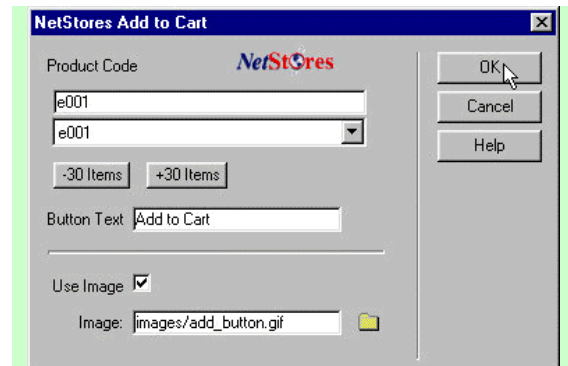 NetStores Add to Cart
Product Code
NetStores
e001
e001
-30 Items
+30 Items
Button Text
Add to Cart
Use Image
Image:
images/add_button.gif
OK
Cancel
Help